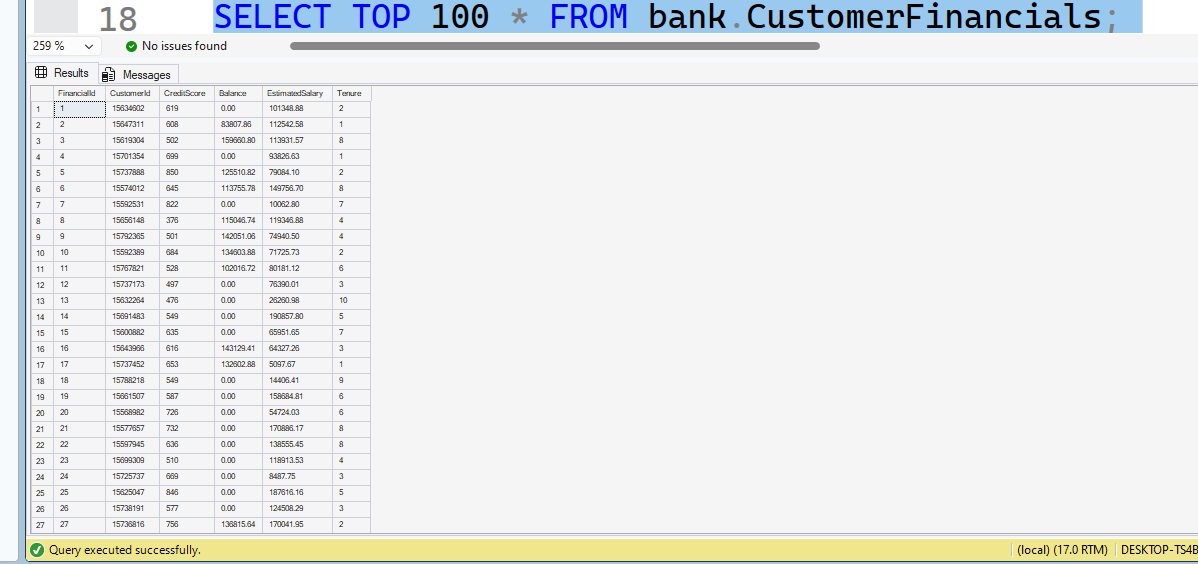 18 SELECT TOP 100 * FROM bank.CustomerFinancials;
259 % No issues found
Results Messages
FinancialId CustomerId CreditScore Balance EstimatedSalary Tenure
1 1 15634602 619 0.00 101348.88 2
2 2 15647311 608 83807.86 112542.58 1
3 3 15619304 502 159660.80 113931.57 8
4 4 15701354 699 0.00 93826.63 1
5 5 15737888 850 125510.82 79084.10 2
6 6 15574012 645 113755.78 149756.70 8
7 7 15592531 822 0.00 10062.80 7
8 8 15656148 376 115046.74 119346.88 4
9 9 15792365 501 142051.06 74940.50 4
10 10 15592389 684 134603.88 71725.73 2
11 11 15767821 528 102016.72 80181.12 6
12 12 15737173 497 0.00 76390.01 3
13 13 15632264 476 0.00 26260.98 10
14 14 15691483 549 0.00 190857.80 5
15 15 15600882 635 0.00 65951.65 7
16 16 15643966 616 143129.41 64327.26 3
17 17 15737452 653 132602.88 5097.67 1
18 18 15788218 549 0.00 14406.41 9
19 19 15661507 587 0.00 158684.81 6
20 20 15568982 726 0.00 54724.03 6
21 21 15577657 732 0.00 170886.17 8
22 22 15597945 636 0.00 138555.45 8
23 23 15699309 510 0.00 118913.53 4
24 24 15725737 669 0.00 8487.75 3
25 25 15625047 846 0.00 187616.16 5
26 26 15738191 577 0.00 124508.29 3
27 27 15736816 756 136815.64 170041.95 2
Query executed successfully. (local) (17.0 RTM) DESKTOP-TS4B